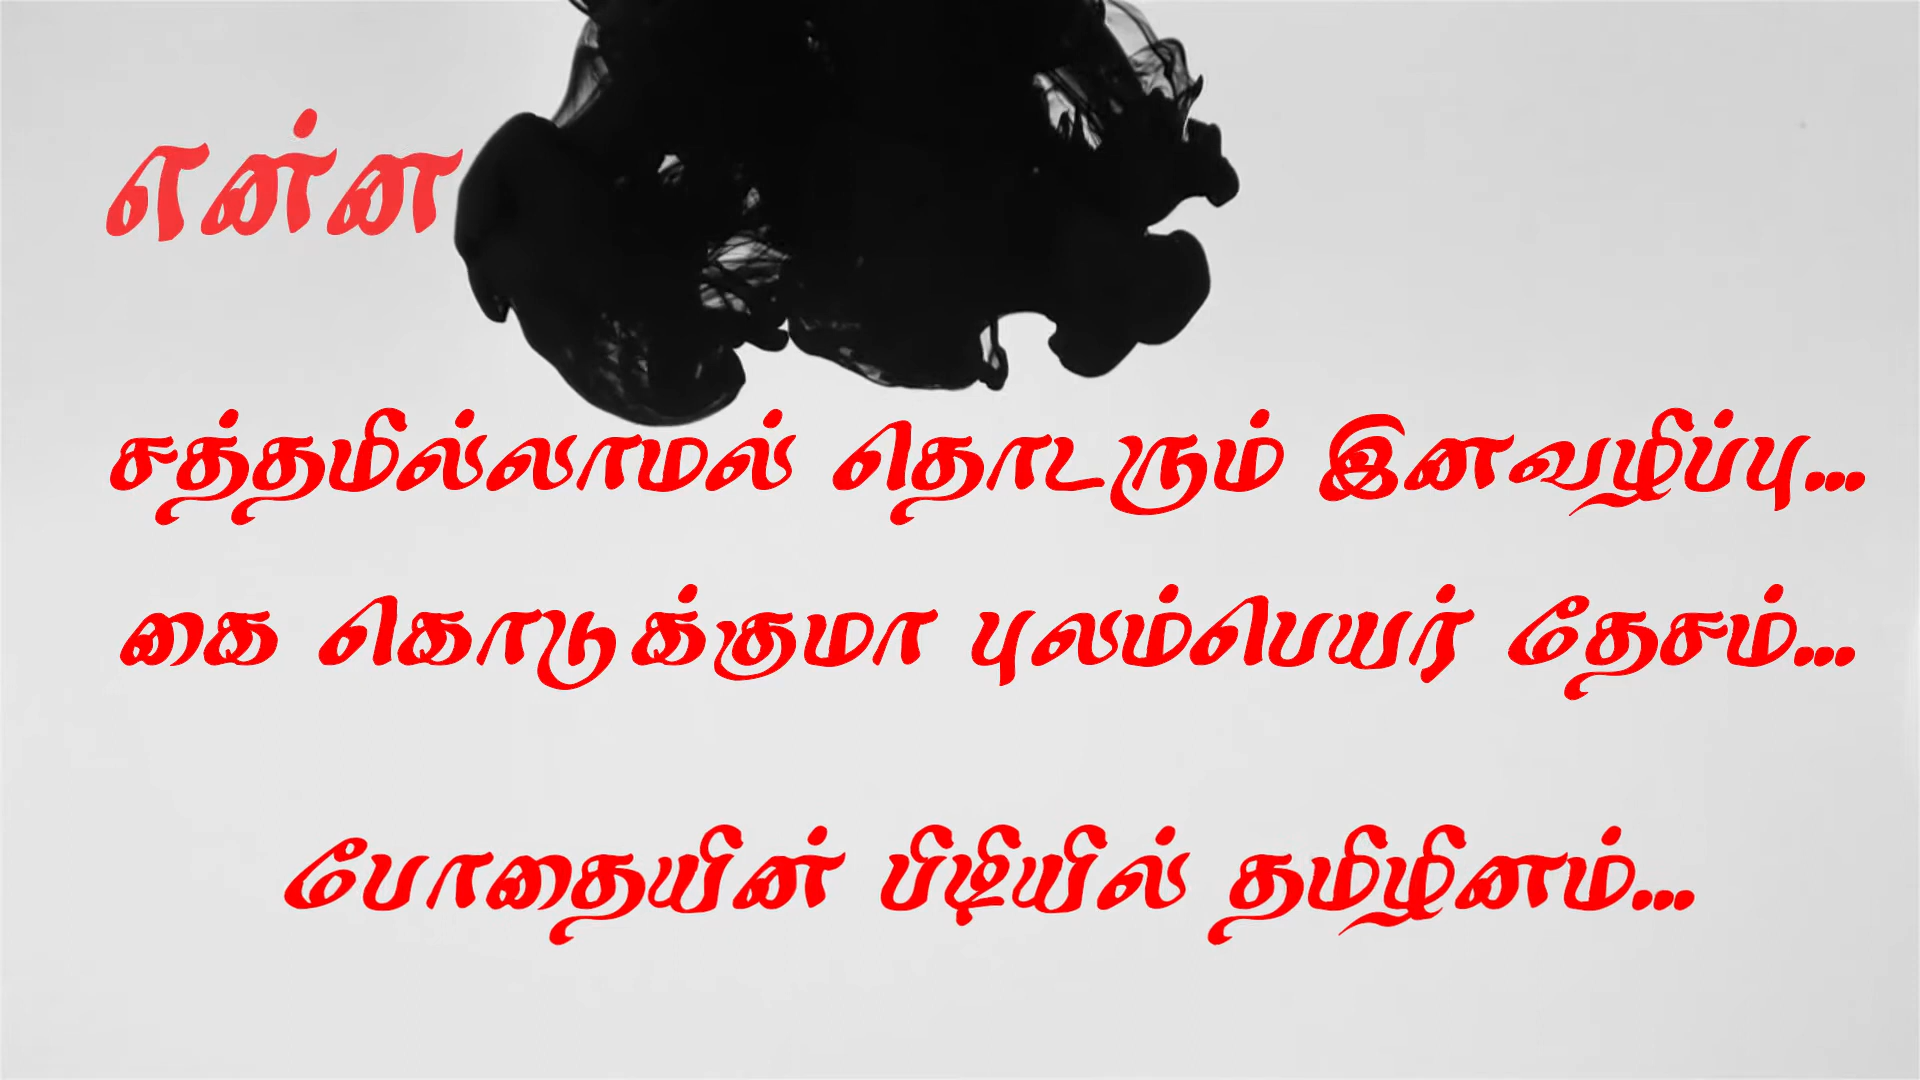 என்ன
சத்தமில்லாமல் தொடரும் இனவழிப்பு...
கை கொடுக்குமா புலம்பெயர் தேசம்...
போதையின் பிடியில் தமிழினம்...